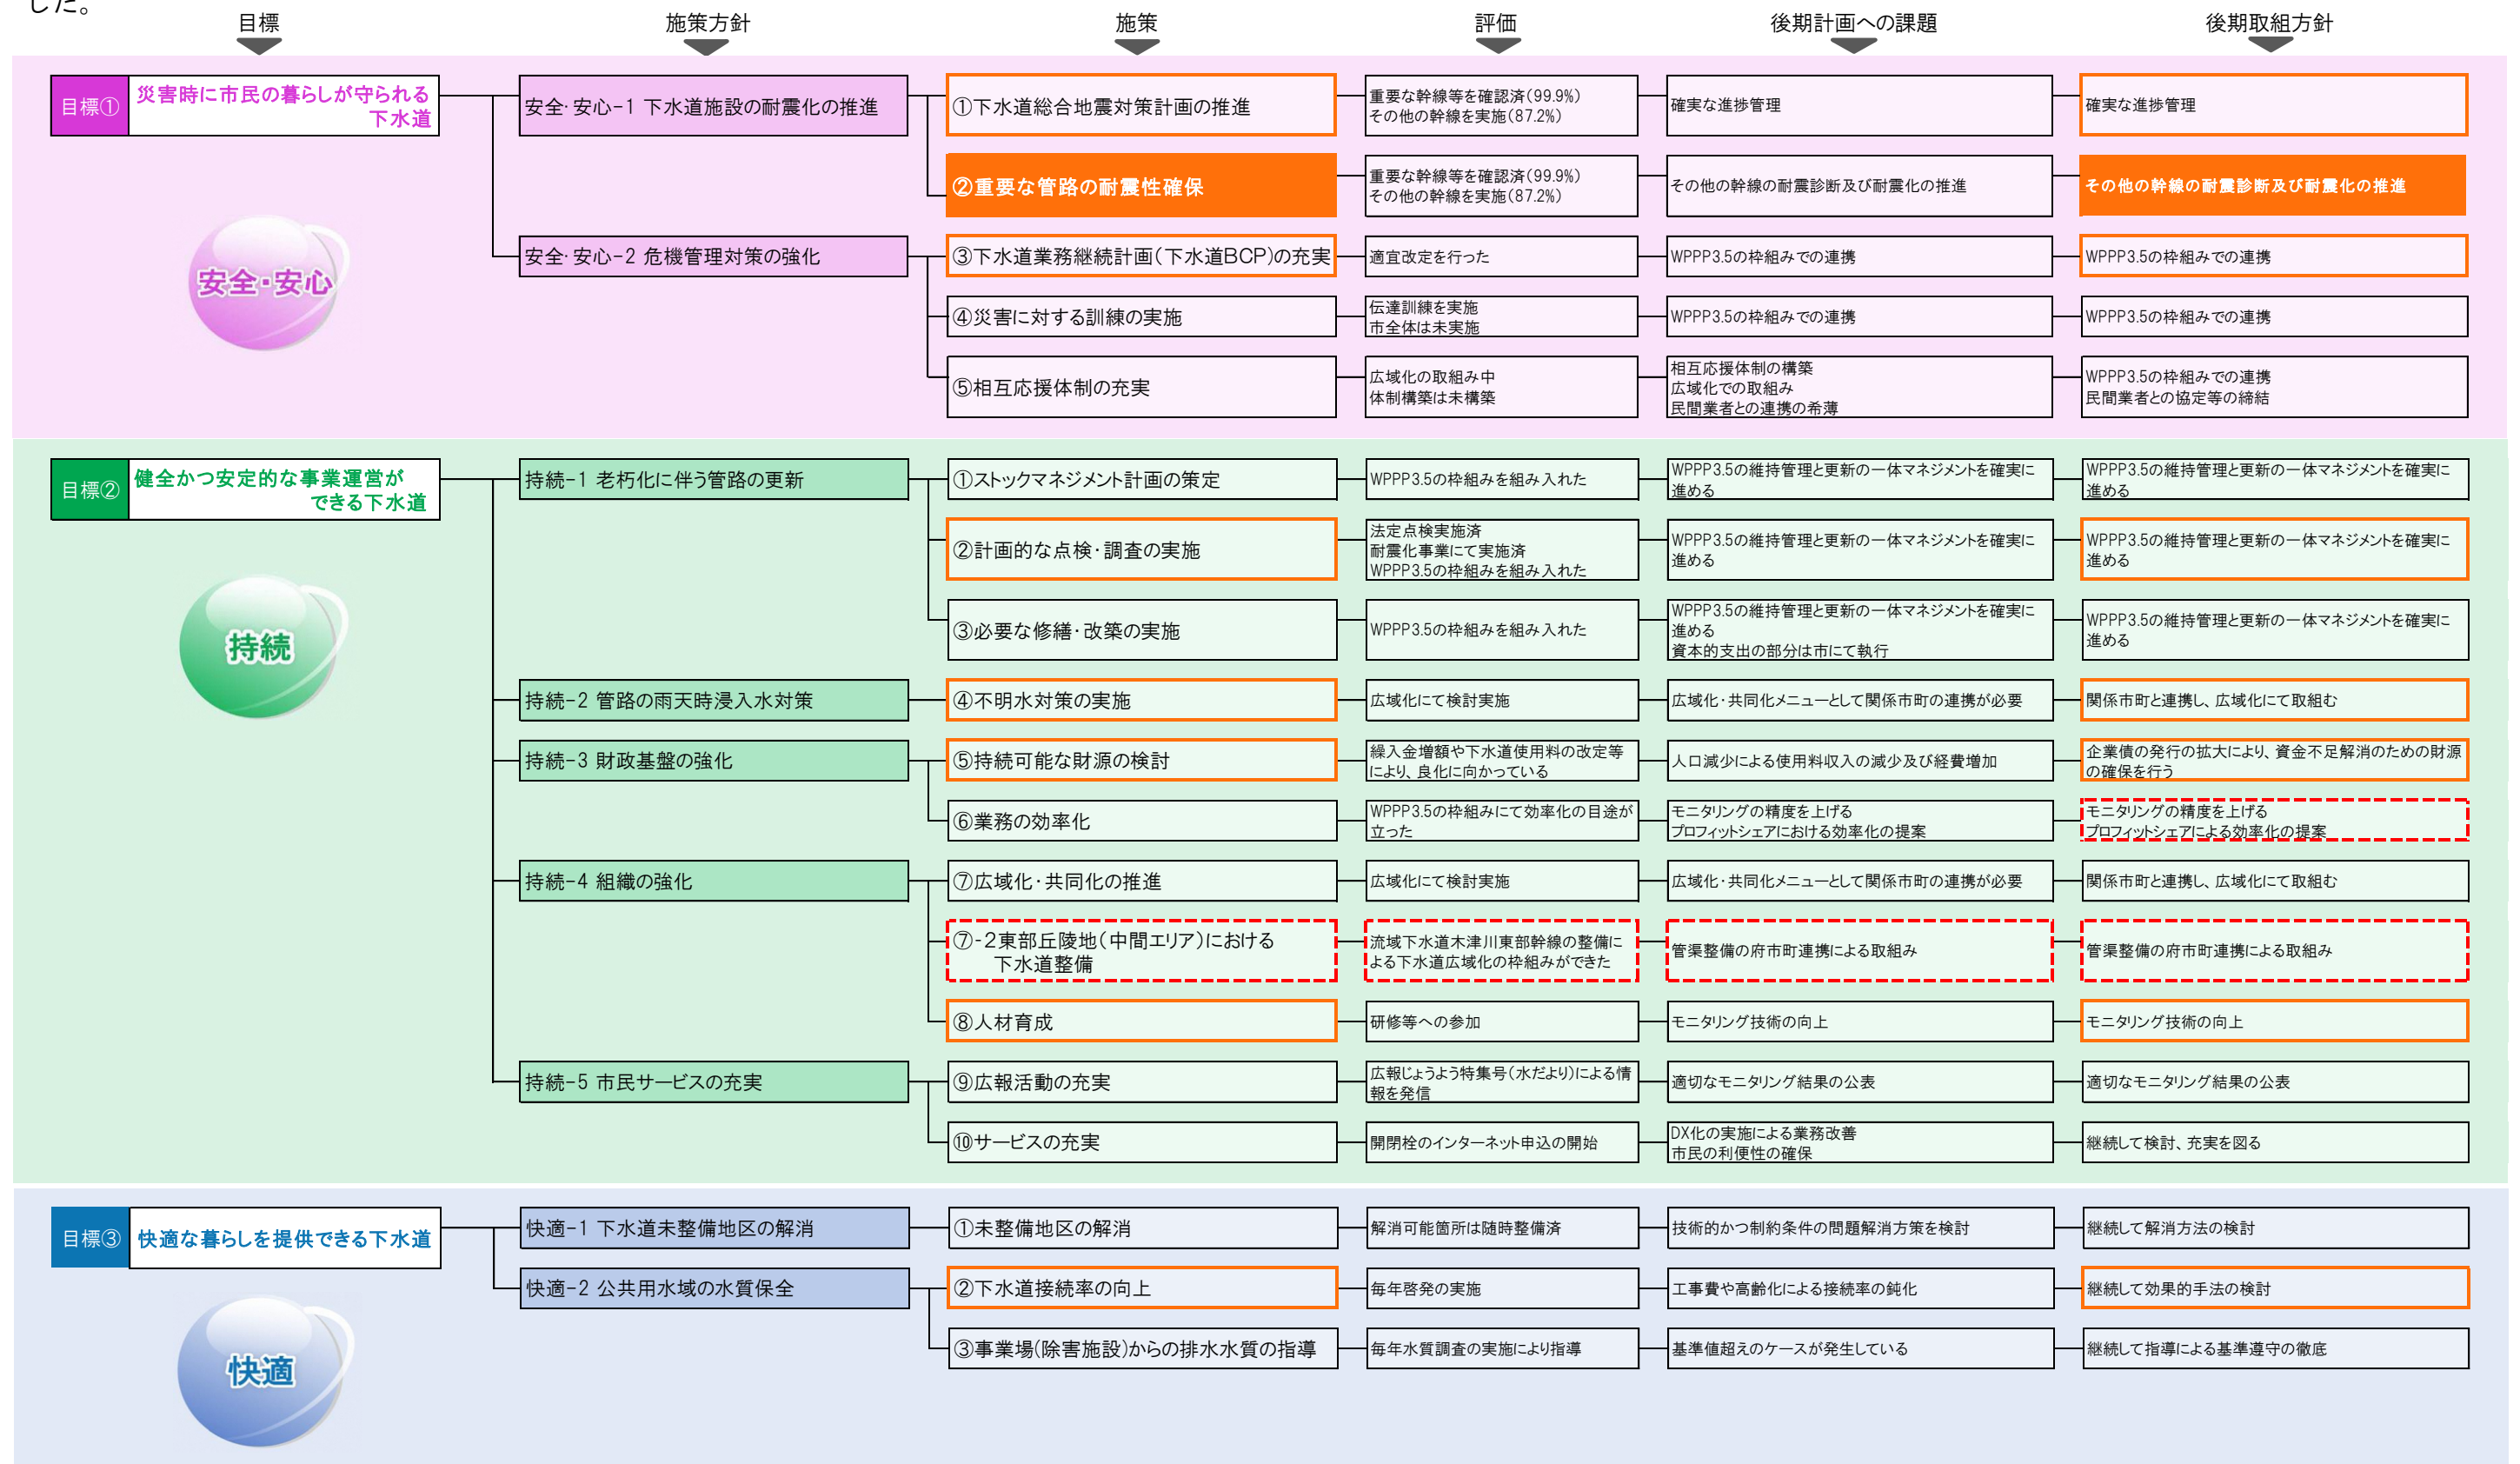 した。
目標
施策方針
施策
評価
後期計画への課題
後期取組方針
目標①
災害時に市民の暮らしが守られる
下水道
安全・安心
安全・安心−1 下水道施設の耐震化の推進
①下水道総合地震対策計画の推進
重要な幹線等を確認済(99.9%)
その他の幹線を実施(87.2%)
確実な進捗管理
確実な進捗管理
②重要な管路の耐震性確保
重要な幹線等を確認済(99.9%)
その他の幹線を実施(87.2%)
その他の幹線の耐震診断及び耐震化の推進
その他の幹線の耐震診断及び耐震化の推進
安全・安心−2 危機管理対策の強化
③下水道業務継続計画(下水道BCP)の充実
適宜改定を行った
WPPP3.5の枠組みでの連携
WPPP3.5の枠組みでの連携
④災害に対する訓練の実施
伝達訓練を実施
市全体は未実施
WPPP3.5の枠組みでの連携
WPPP3.5の枠組みでの連携
⑤相互応援体制の充実
広域化の取組み中
体制構築は未構築
相互応援体制の構築
広域化での取組み
民間業者との連携の希薄
WPPP3.5の枠組みでの連携
民間業者との協定等の締結
目標②
健全かつ安定的な事業運営が
できる下水道
持続
持続−1 老朽化に伴う管路の更新
①ストックマネジメント計画の策定
WPPP3.5の枠組みを組み入れた
WPPP3.5の維持管理と更新の一体マネジメントを確実に
進める
WPPP3.5の維持管理と更新の一体マネジメントを確実に
進める
②計画的な点検・調査の実施
法定点検実施済
耐震化事業にて実施済
WPPP3.5の枠組みを組み入れた
WPPP3.5の維持管理と更新の一体マネジメントを確実に
進める
WPPP3.5の維持管理と更新の一体マネジメントを確実に
進める
③必要な修繕・改築の実施
WPPP3.5の枠組みを組み入れた
WPPP3.5の維持管理と更新の一体マネジメントを確実に
進める
資本的支出の部分は市にて執行
WPPP3.5の維持管理と更新の一体マネジメントを確実に
進める
持続−2 管路の雨天時浸入水対策
④不明水対策の実施
広域化にて検討実施
広域化・共同化メニューとして関係市町の連携が必要
関係市町と連携し、広域化にて取組む
持続−3 財政基盤の強化
⑤持続可能な財源の検討
繰入金増額や下水道使用料の改定等
により、良化に向かっている
人口減少による使用料収入の減少及び経費増加
企業債の発行の拡大により、資金不足解消のための財源
の確保を行う
⑥業務の効率化
WPPP3.5の枠組みにて効率化の目途が
立った
モニタリングの精度を上げる
プロフィットシェアにおける効率化の提案
モニタリングの精度を上げる
プロフィットシェアによる効率化の提案
持続−4 組織の強化
⑦広域化・共同化の推進
広域化にて検討実施
広域化・共同化メニューとして関係市町の連携が必要
関係市町と連携し、広域化にて取組む
⑦-2東部丘陵地(中間エリア)における
下水道整備
流域下水道木津川東部幹線の整備に
よる下水道広域化の枠組みができた
管渠整備の府市町連携による取組み
管渠整備の府市町連携による取組み
⑧人材育成
研修等への参加
モニタリング技術の向上
モニタリング技術の向上
持続−5 市民サービスの充実
⑨広報活動の充実
広報じょうよう特集号(水だより)による情
報を発信
適切なモニタリング結果の公表
適切なモニタリング結果の公表
⑩サービスの充実
開閉栓のインターネット申込の開始
DX化の実施による業務改善
市民の利便性の確保
継続して検討、充実を図る
目標③
快適な暮らしを提供できる下水道
快適
快適−1 下水道未整備地区の解消
①未整備地区の解消
解消可能箇所は随時整備済
技術的かつ制約条件の問題解消方策を検討
継続して解消方法の検討
快適−2 公共用水域の水質保全
②下水道接続率の向上
毎年啓発の実施
工事費や高齢化による接続率の鈍化
継続して効果的手法の検討
③事業場(除害施設)からの排水水質の指導
毎年水質調査の実施により指導
基準値超えのケースが発生している
継続して指導による基準遵守の徹底